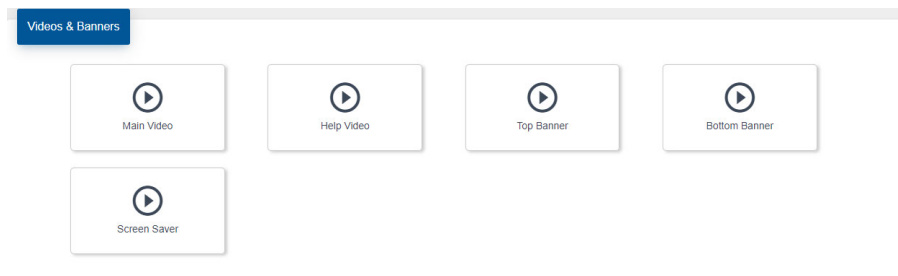 Videos & Banners
Main Video
Help Video
Top Banner
Bottom Banner
Screen Saver